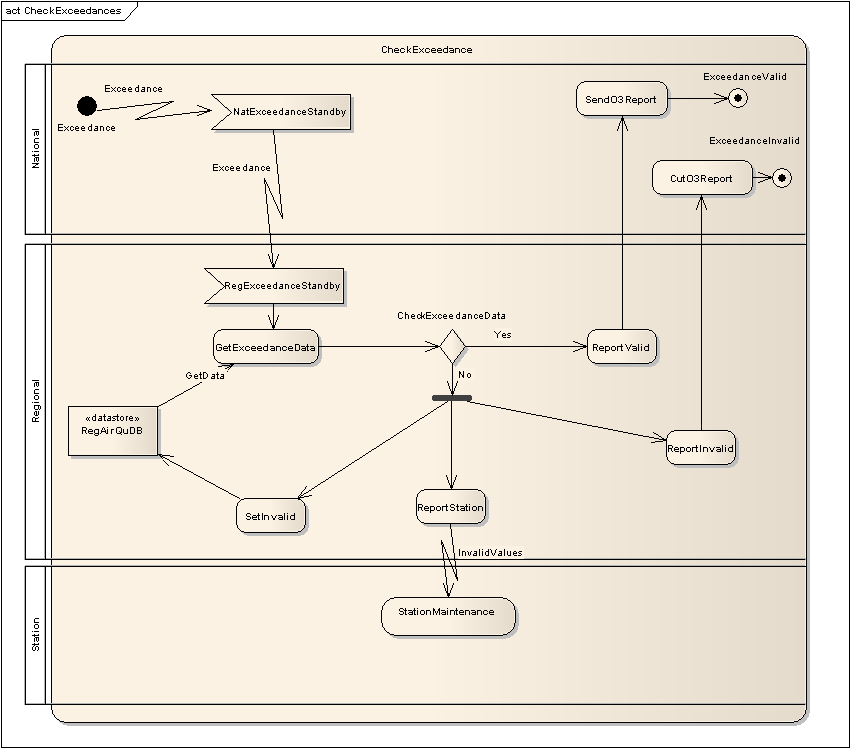 act CheckExceedances
CheckExceedance
National
Exceedance
Exceedance
NatExceedanceStandby
SendO3Report
ExceedanceValid
ExceedanceInvalid
CutO3Report
Exceedance
Regional
RegExceedanceStandby
CheckExceedanceData
GetExceedanceData
Yes
ReportValid
No
GetData
«datastore»
RegAirQuDB
ReportInvalid
SetInvalid
ReportStation
InvalidValues
Station
StationMaintenance